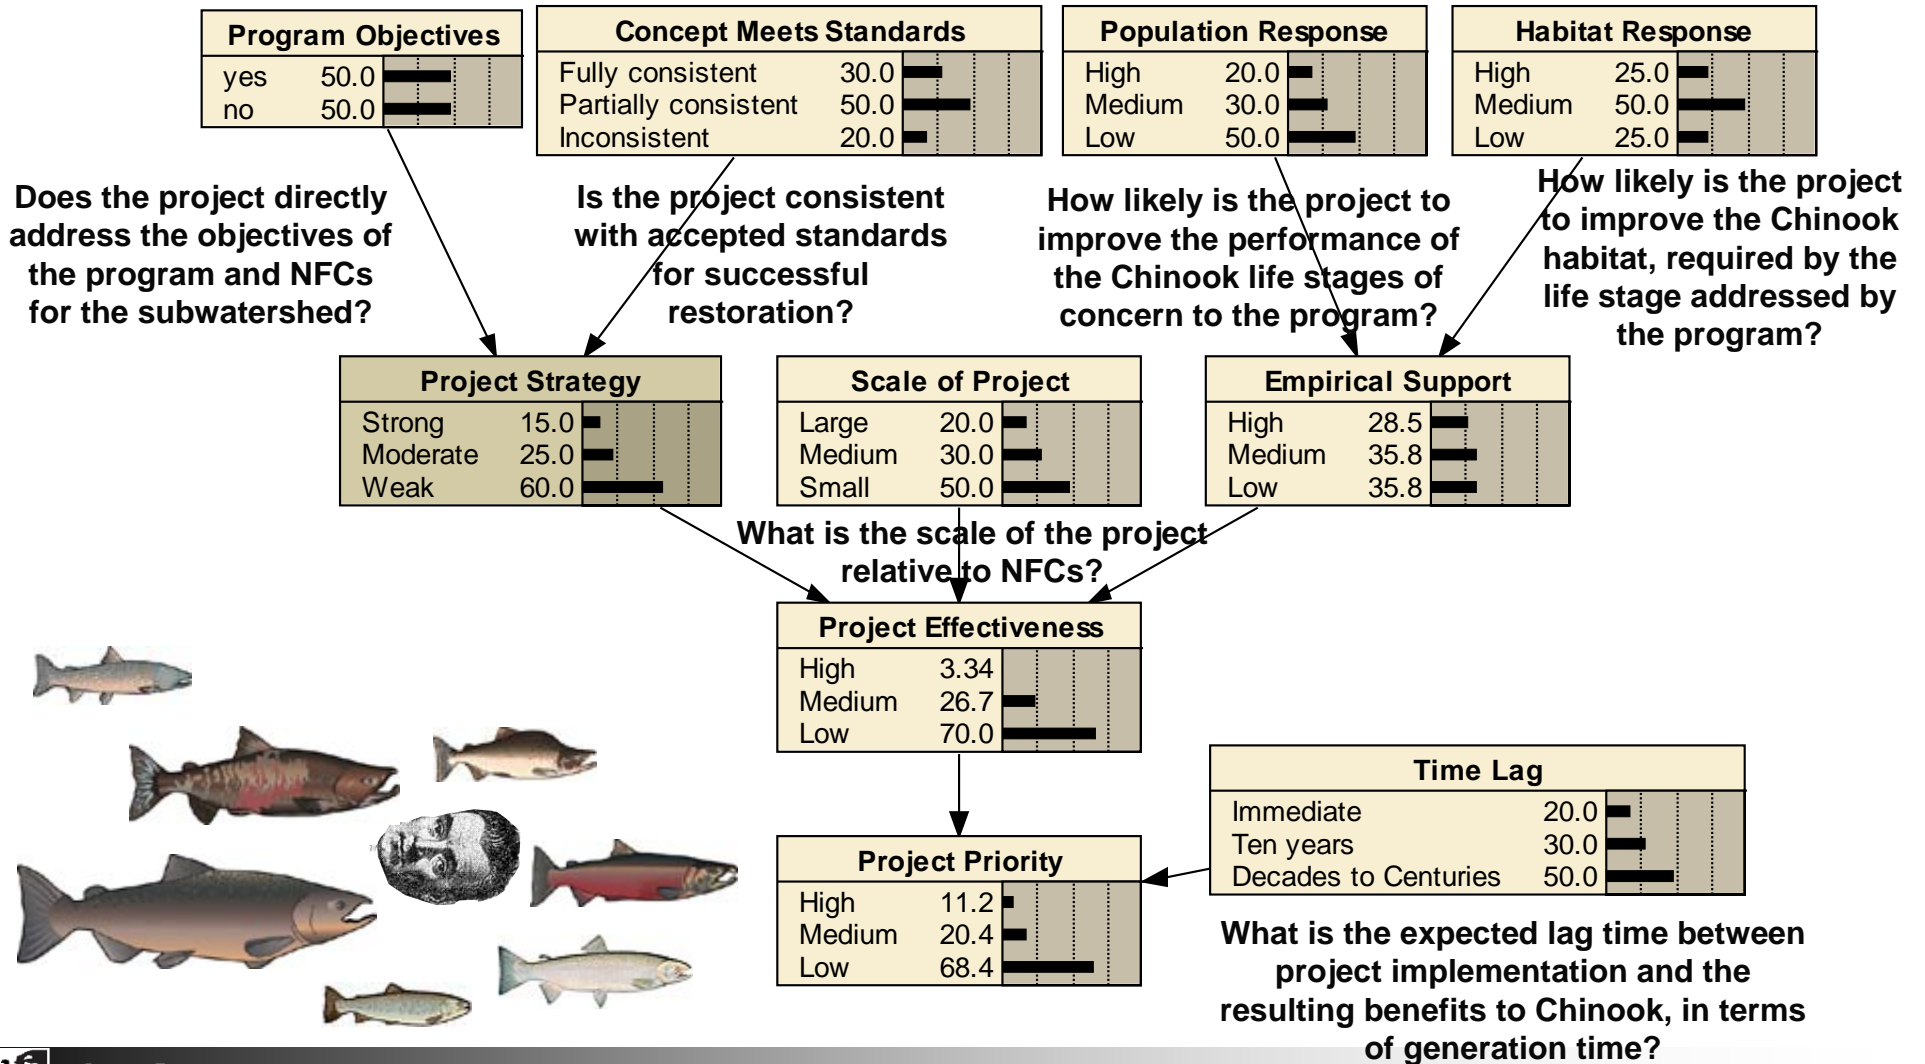 Program Objectives
yes 50.0
no 50.0
Concept Meets Standards
Fully consistent 30.0
Partially consistent 50.0
Inconsistent 20.0
Population Response
High 20.0
Medium 30.0
Low 50.0
Habitat Response
High 25.0
Medium 50.0
Low 25.0
Does the project directly
address the objectives of
the program and NFCs
for the subwatershed?
Is the project consistent
with accepted standards
for successful
restoration?
How likely is the project to
improve the performance of
the Chinook life stages of
concern to the program?
How likely is the project
to improve the Chinook
habitat, required by the
life stage addressed by
the program?
Project Strategy
Strong 15.0
Moderate 25.0
Weak 60.0
Scale of Project
Large 20.0
Medium 30.0
Small 50.0
Empirical Support
High 28.5
Medium 35.8
Low 35.8
What is the scale of the project
relative to NFCs?
Project Effectiveness
High 3.34
Medium 26.7
Low 70.0
Time Lag
Immediate 20.0
Ten years 30.0
Decades to Centuries 50.0
Project Priority
High 11.2
Medium 20.4
Low 68.4
What is the expected lag time between
project implementation and the
resulting benefits to Chinook, in terms
of generation time?